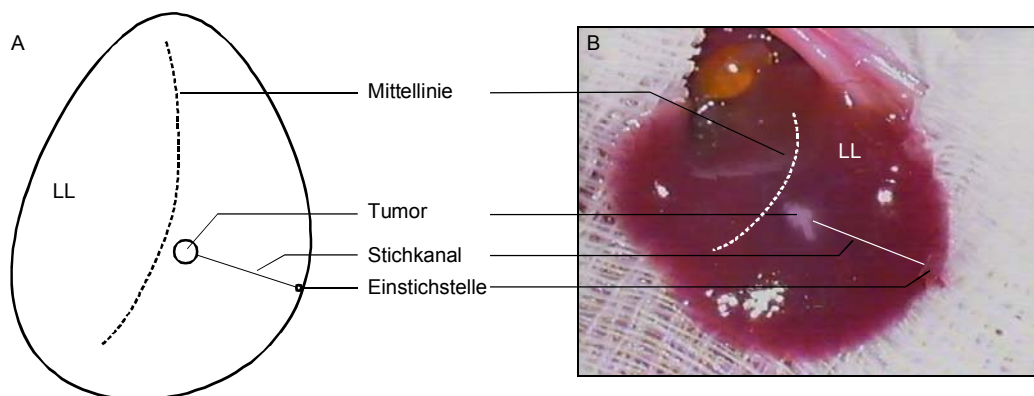 A
B
LL
LL
Mittellinie
Tumor
Stichkanal
Einstichstelle